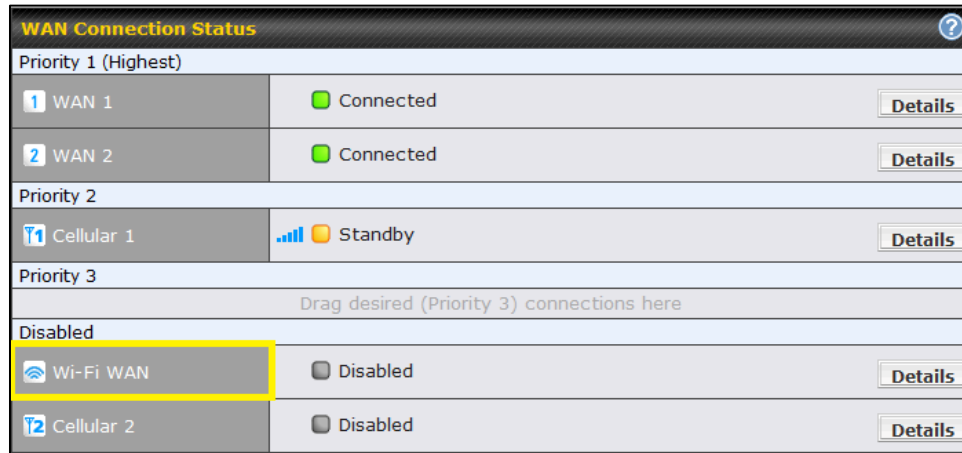 WAN Connection Status ?
Priority 1 (Highest)
1 WAN 1 Connected Details
2 WAN 2 Connected Details
Priority 2
1 Cellular 1 Standby Details
Priority 3
Drag desired (Priority 3) connections here
Disabled
Wi-Fi WAN Disabled Details
2 Cellular 2 Disabled Details